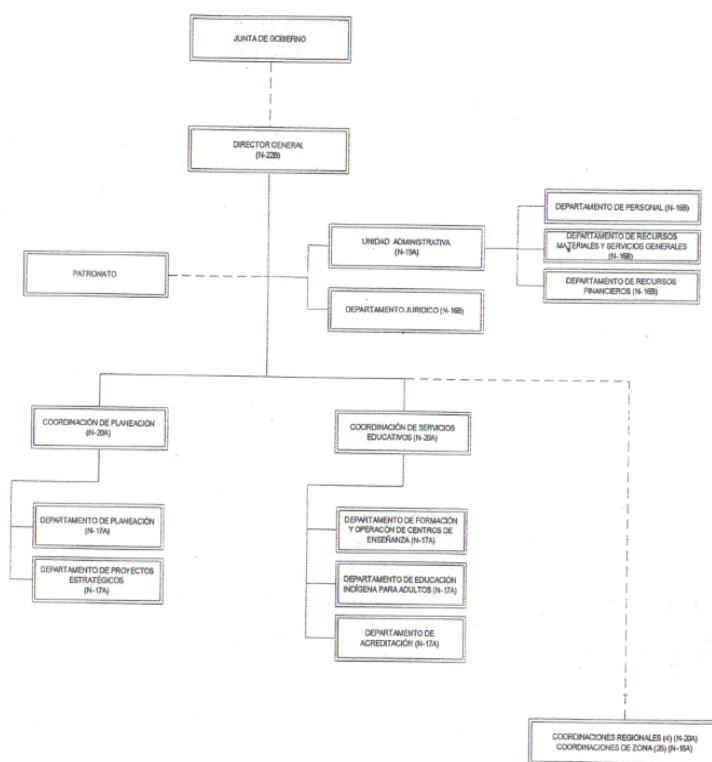 JUNTA DE GOBIERNO
DIRECTOR GENERAL
(N-22B)
DEPARTAMENTO DE PERSONAL (N-16B)
UNIDAD ADMINISTRATIVA
(N-19A)
DEPARTAMENTO DE RECURSOS
MATERIALES Y SERVICIOS GENERALES
(N-16B)
PATRONATO
DEPARTAMENTO DE RECURSOS
FINANCIEROS (N-16B)
DEPARTAMENTO JURIDICO (N-16B)
COORDINACIÓN DE PLANEACIÓN
(N-20A)
COORDINACIÓN DE SERVICIOS
EDUCATIVOS (N-20A)
DEPARTAMENTO DE PLANEACIÓN
(N-17A)
DEPARTAMENTO DE PROYECTOS
ESTRATÉGICOS
(N-17A)
DEPARTAMENTO DE FORMACIÓN
Y OPERACÓN DE CENTROS DE
ENSEÑANZA (N-17A)
DEPARTAMENTO DE EDUCACIÓN
INDÍGENA PARA ADULTOS (N-17A)
DEPARTAMENTO DE
ACREDITACIÓN (N-17A)
COORDINACIONES REGIONALES (4) (N-20A)
COORDINACIONES DE ZONA (28) (N-16A)